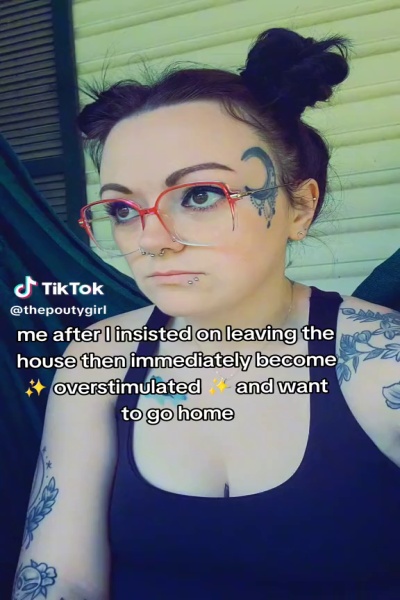 TikTok
@thepoutygirl
me after I insisted on leaving the
house then immediately become
✨ overstimulated ✨ and want
to go home